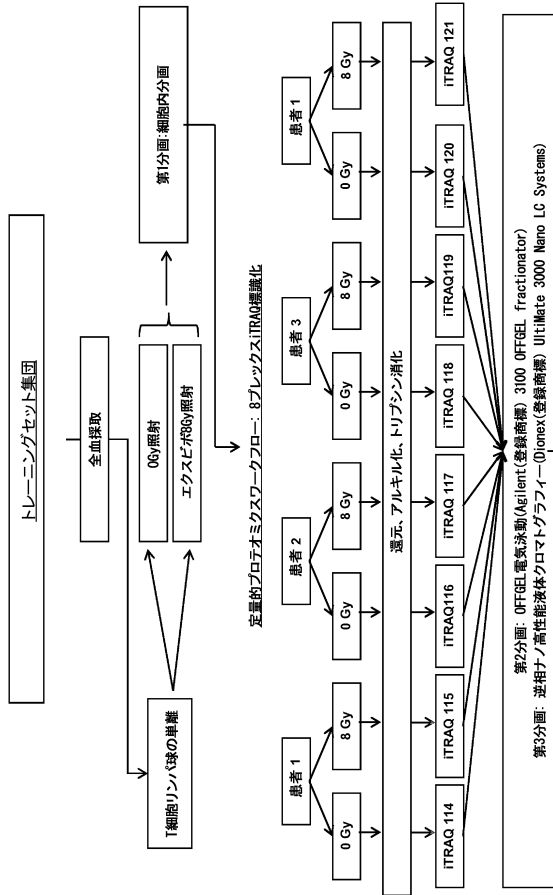 トレーニングセット集団
全血採取
T細胞リンパ球の単離
0Gy照射
エクスビボ8Gy照射
第1分画:細胞内分画
定量的プロテオミクスワークフロー: 8プレックスiTRAQ標識化
患者 1
患者 2
患者 3
患者 1
0 Gy
8 Gy
0 Gy
8 Gy
0 Gy
8 Gy
0 Gy
8 Gy
還元、アルキル化、トリプシン消化
iTRAQ 114
iTRAQ 115
iTRAQ116
iTRAQ 117
iTRAQ 118
iTRAQ119
iTRAQ 120
iTRAQ 121
第2分画: OFFGEL電気泳動(Agilent(登録商標) 3100 OFFGEL fractionator)
第3分画: 逆相ナノ高性能液体クロマトグラフィー(Dionex(登録商標) UltiMate 3000 Nano LC Systems)